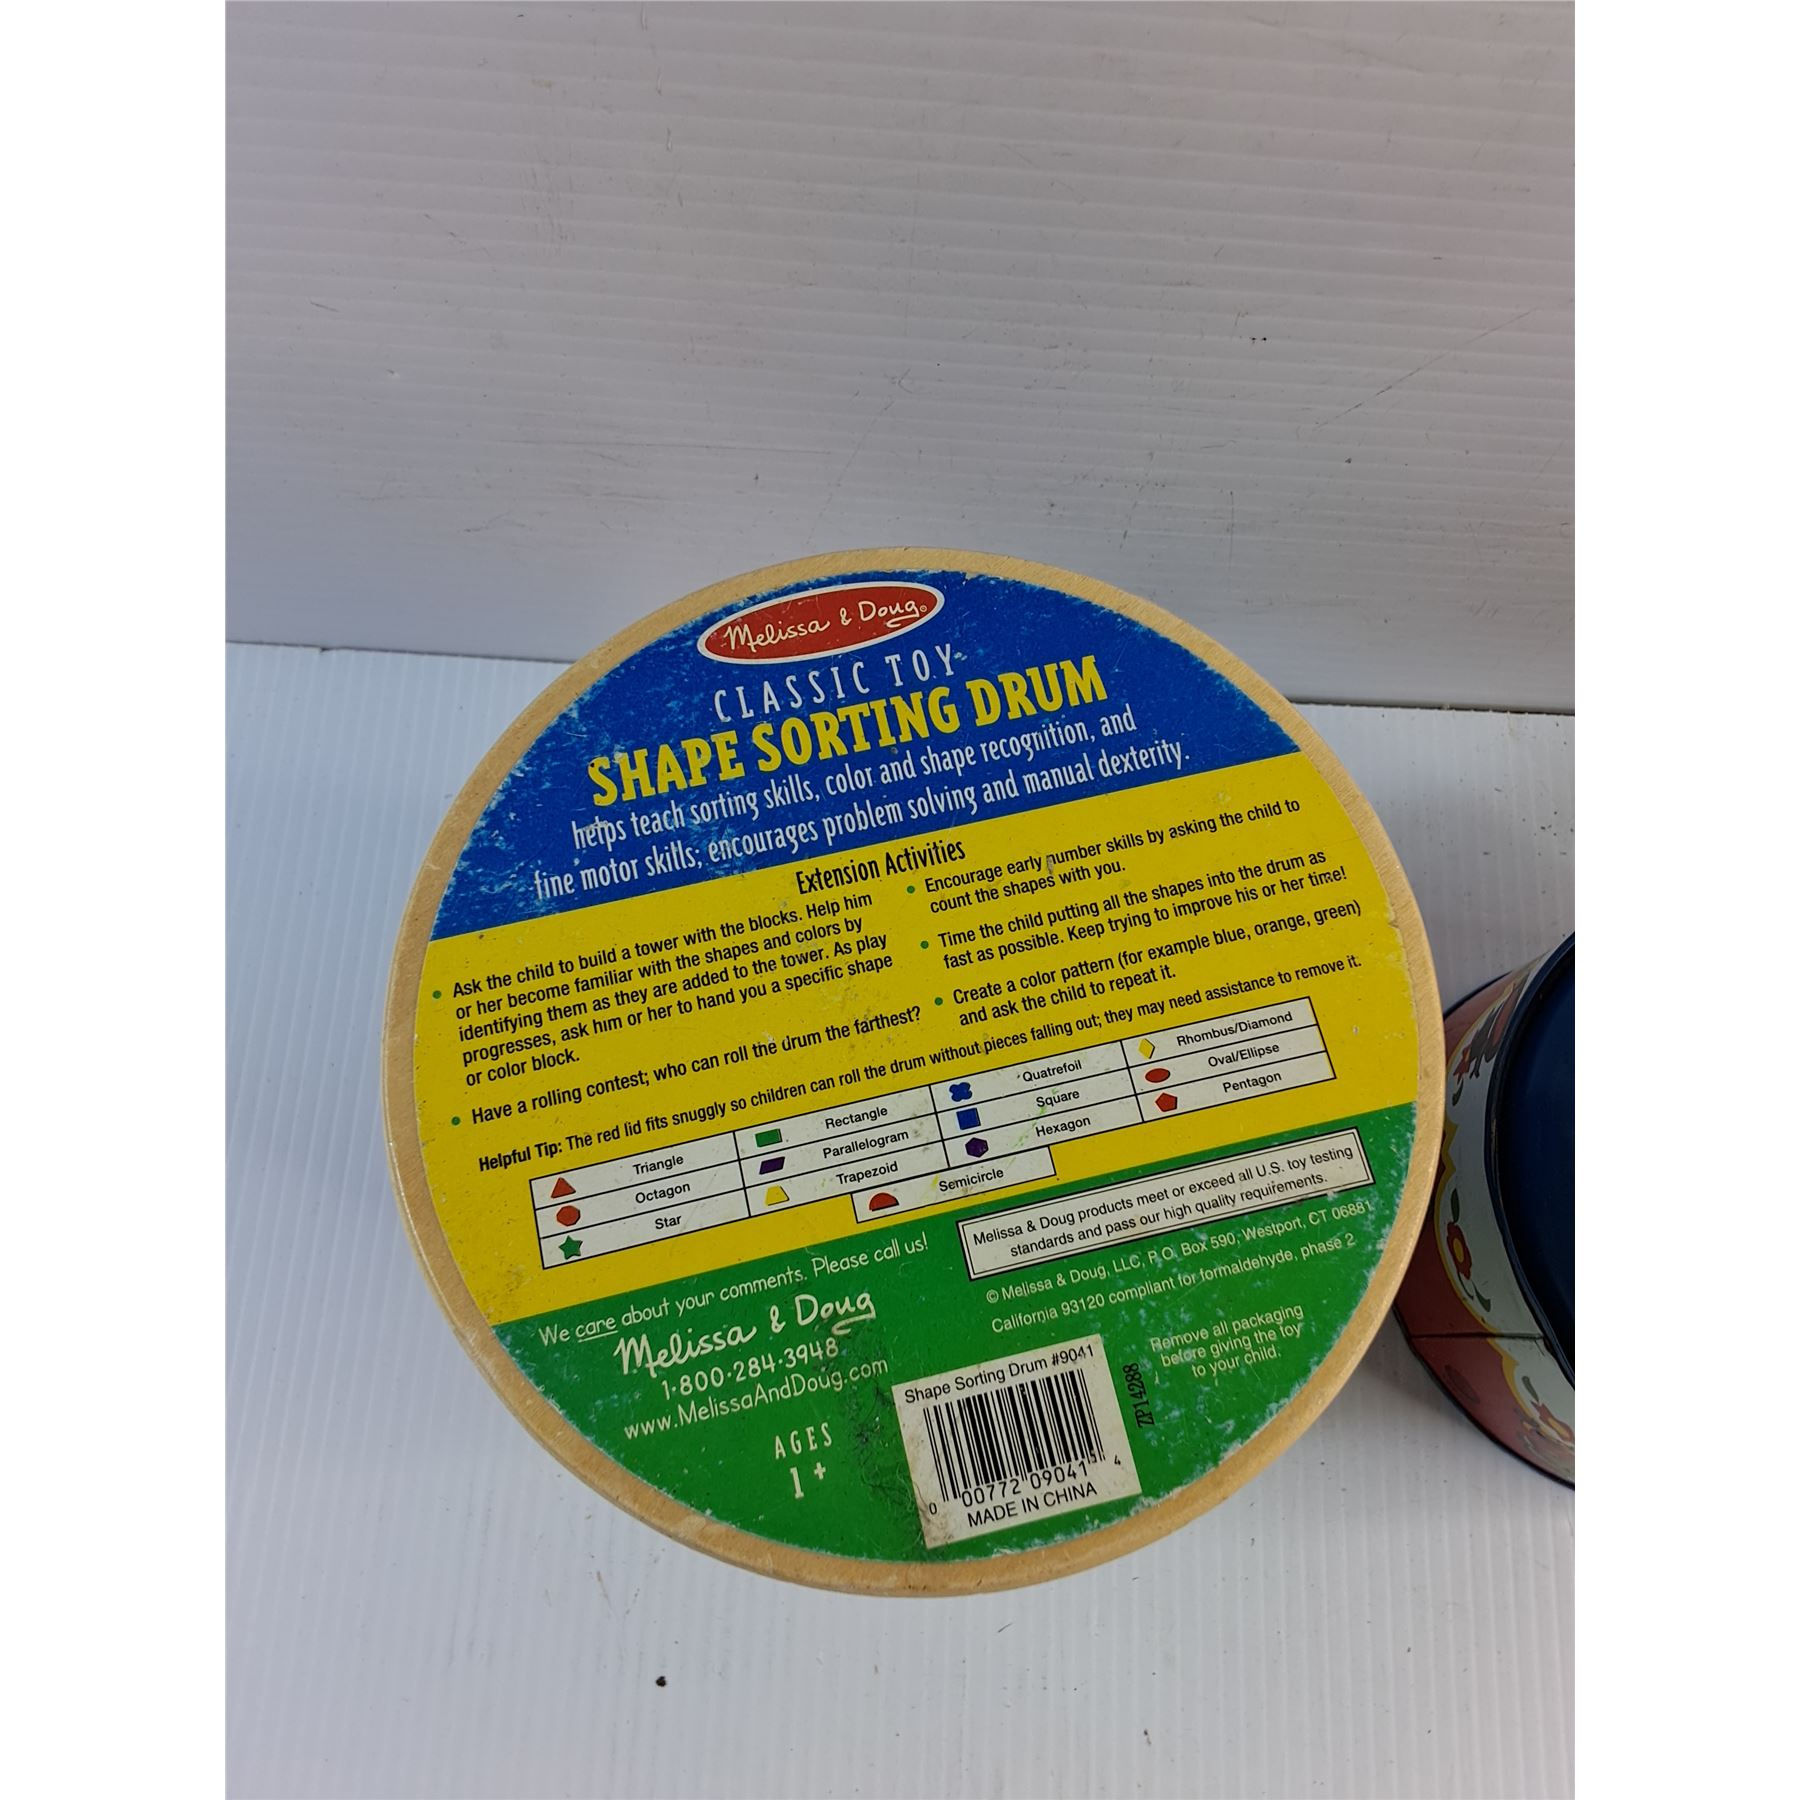 Melissa & Doug®
CLASSIC TOY
SHAPE SORTING DRUM
helps teach sorting skills, color and shape recognition, and
fine motor skills; encourages problem solving and manual dexterity.
Extension Activities
• Ask the child to build a tower with the blocks. Help him
or her become familiar with the shapes and colors by
identifying them as they are added to the tower. As play
progresses, ask him or her to hand you a specific shape
or color block.
• Have a rolling contest; who can roll the drum the farthest?
• Encourage early number skills by asking the child to
count the shapes with you.
• Time the child putting all the shapes into the drum as
fast as possible. Keep trying to improve his or her time!
• Create a color pattern (for example blue, orange, green)
and ask the child to repeat it.
Helpful Tip: The red lid fits snuggly so children can roll the drum without pieces falling out; they may need assistance to remove it.
Triangle
Octagon
Star
Rectangle
Parallelogram
Trapezoid
Semicircle
Quatrefoil
Square
Hexagon
Rhombus/Diamond
Oval/Ellipse
Pentagon
Melissa & Doug products meet or exceed all U.S. toy testing
standards and pass our high quality requirements.
© Melissa & Doug, LLC, P.O. Box 590, Westport, CT 06881
California 93120 compliant for formaldehyde, phase 2
We care about your comments. Please call us!
Melissa & Doug
1·800·284·3948
www.MelissaAndDoug.com
AGES
1+
Shape Sorting Drum #9041
0 00772 09041 4
MADE IN CHINA
ZP14288
Remove all packaging
before giving the toy
to your child.